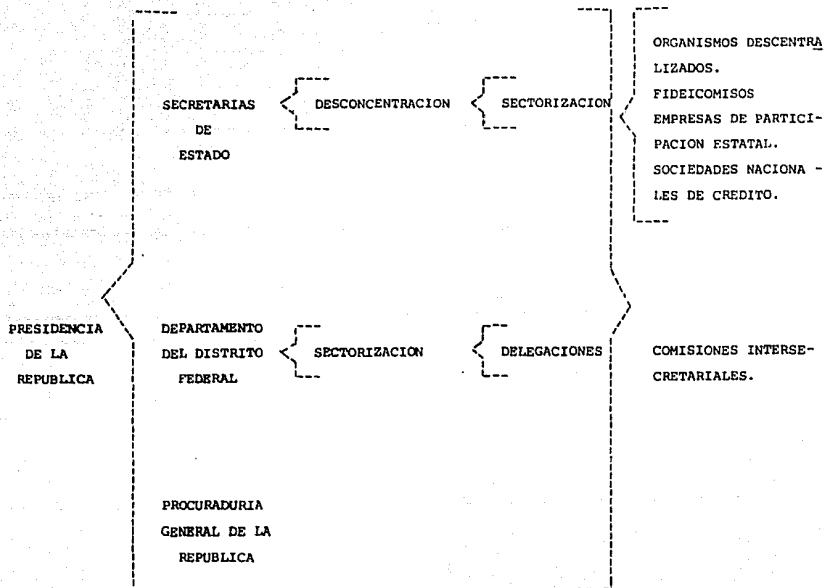 PRESIDENCIA
DE LA
REPUBLICA
SECRETARIAS
DE
ESTADO
DESCONCENTRACION
SECTORIZACION
ORGANISMOS DESCENTRA
LIZADOS.
FIDEICOMISOS
EMPRESAS DE PARTICI-
PACION ESTATAL.
SOCIEDADES NACIONA -
LES DE CREDITO.
DEPARTAMENTO
DEL DISTRITO
FEDERAL
SECTORIZACION
DELEGACIONES
COMISIONES INTERSE-
CRETARIALES.
PROCURADURIA
GENERAL DE LA
REPUBLICA